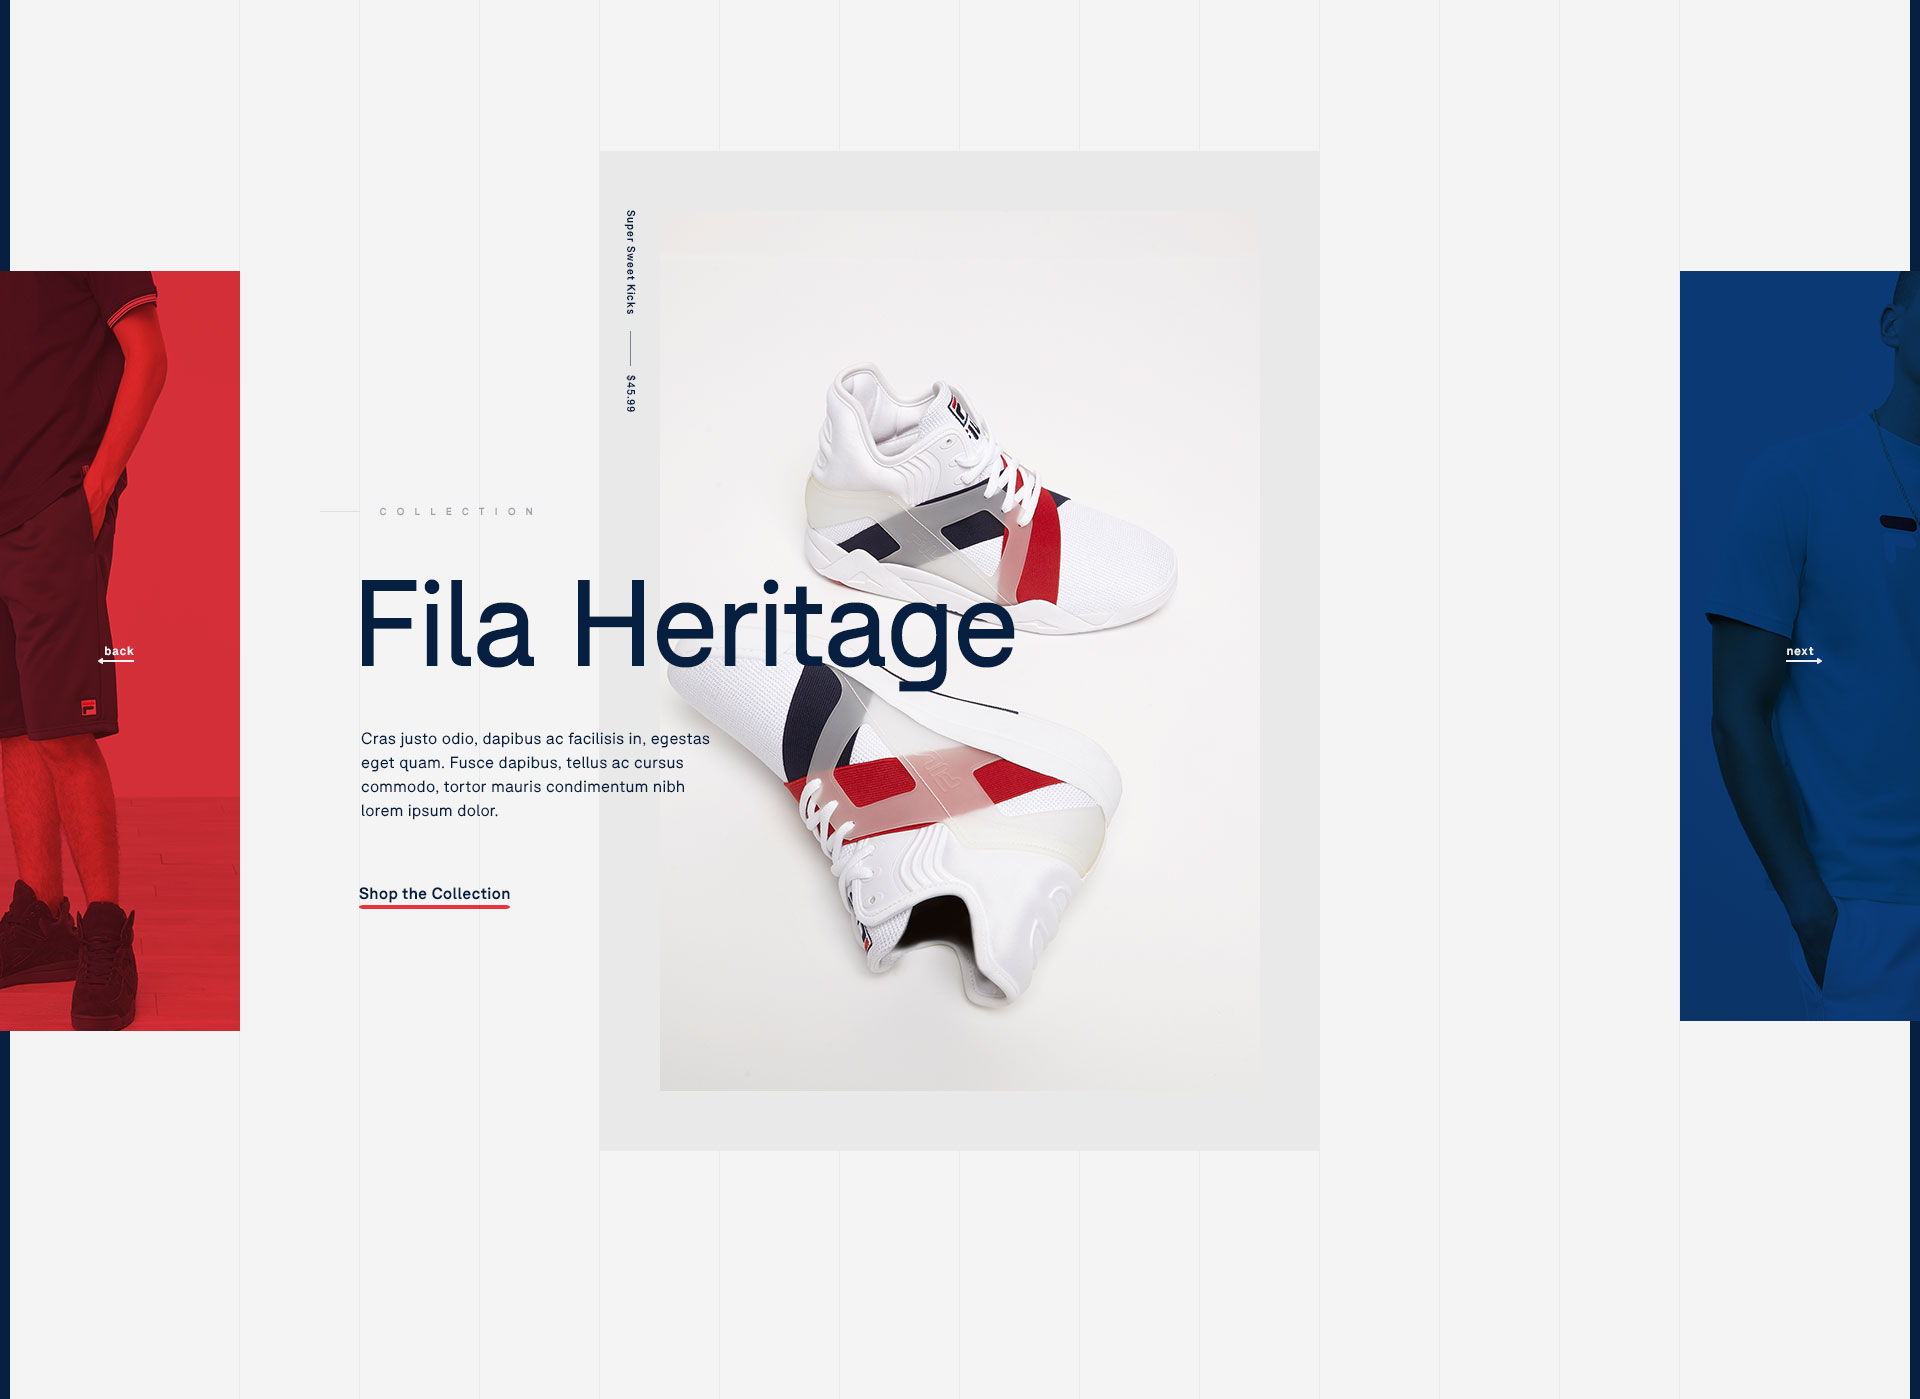 Super Sweet Kicks
$45.99
COLLECTION
Fila Heritage
Cras justo odio, dapibus ac facilisis in, egestas
eget quam. Fusce dapibus, tellus ac cursus
commodo, tortor mauris condimentum nibh
lorem ipsum dolor.
Shop the Collection
back
next